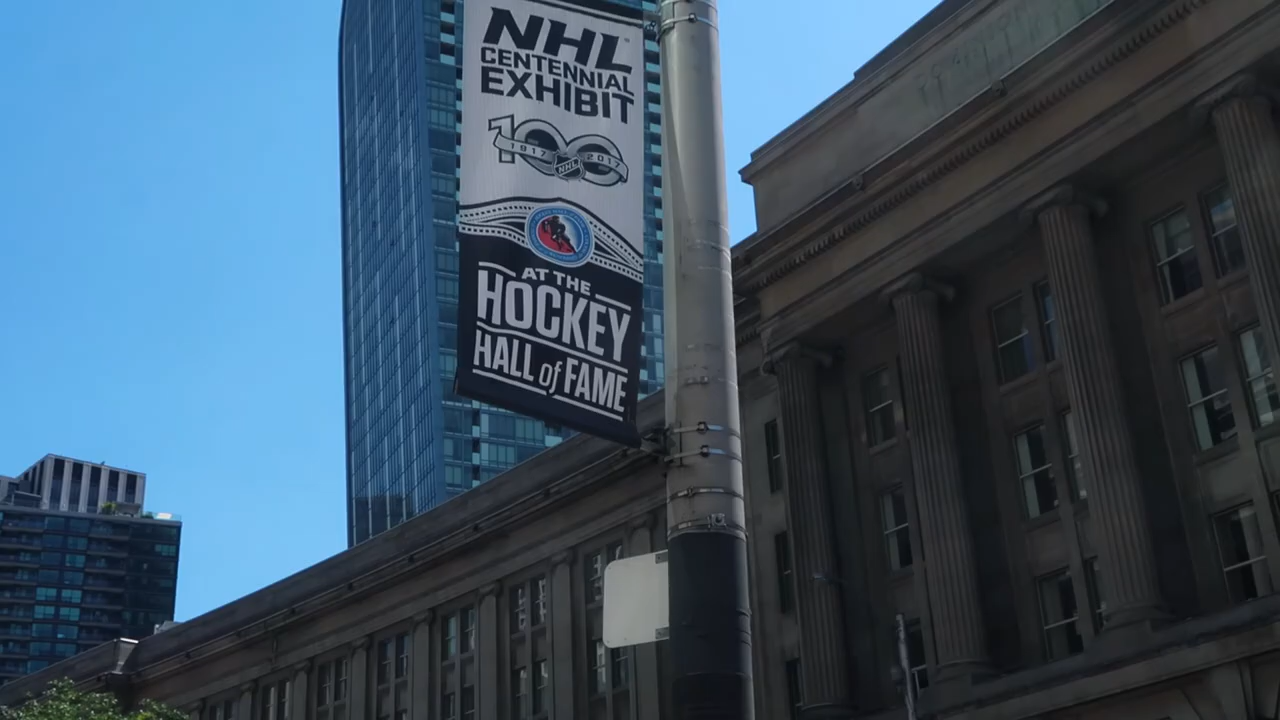 NHL
CENTENNIAL
EXHIBIT
100
1917 2017
NHL
AT THE
HOCKEY
HALL of FAME